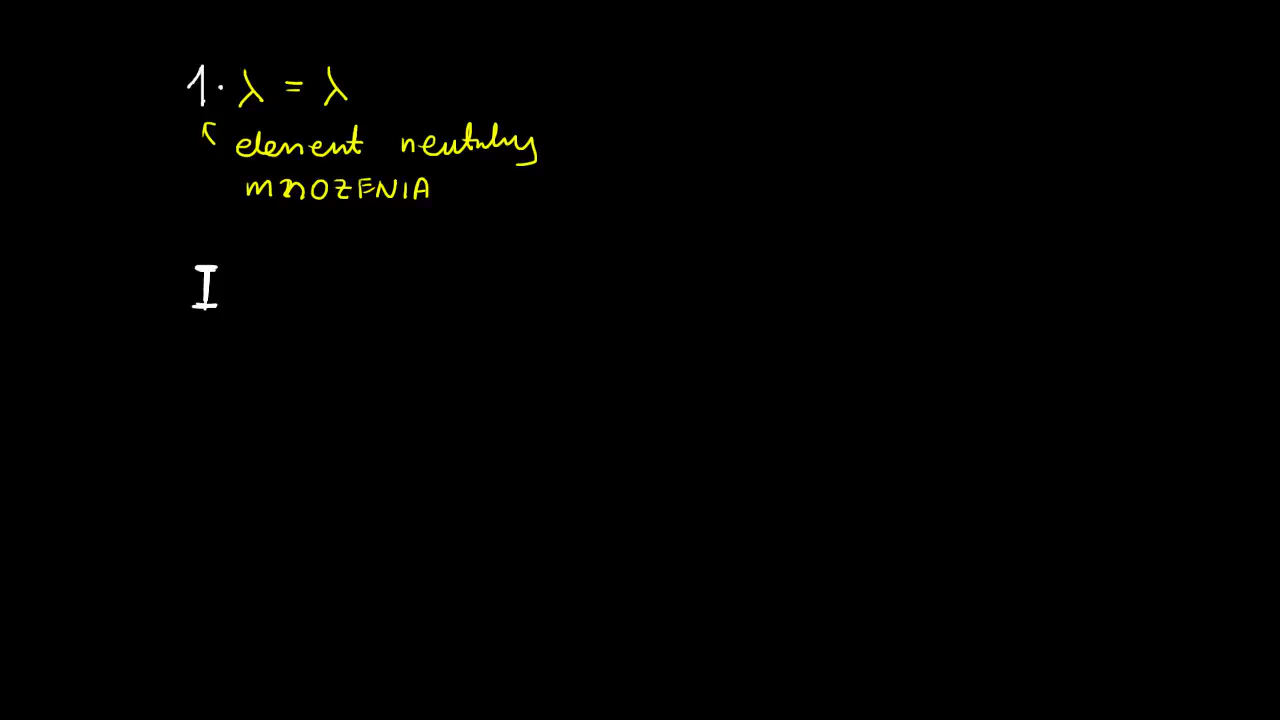 1 · λ = λ
element neutralny
MNOZENIA
I